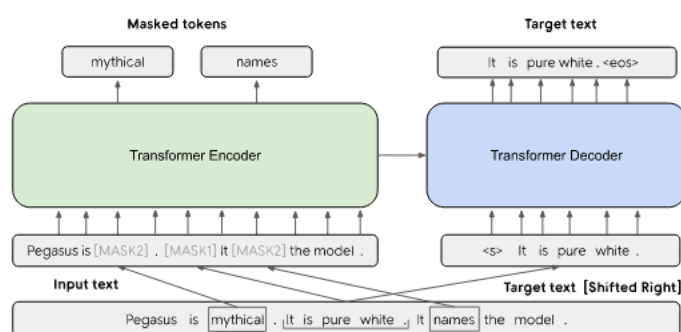 Masked tokens
Target text
mythical
names
It is pure white . <eos>
Transformer Encoder
Transformer Decoder
Pegasus is [MASK2] . [MASK1] It [MASK2] the model .
<s> It is pure white .
Input text
Target text [Shifted Right]
Pegasus is mythical . It is pure white . It names the model .